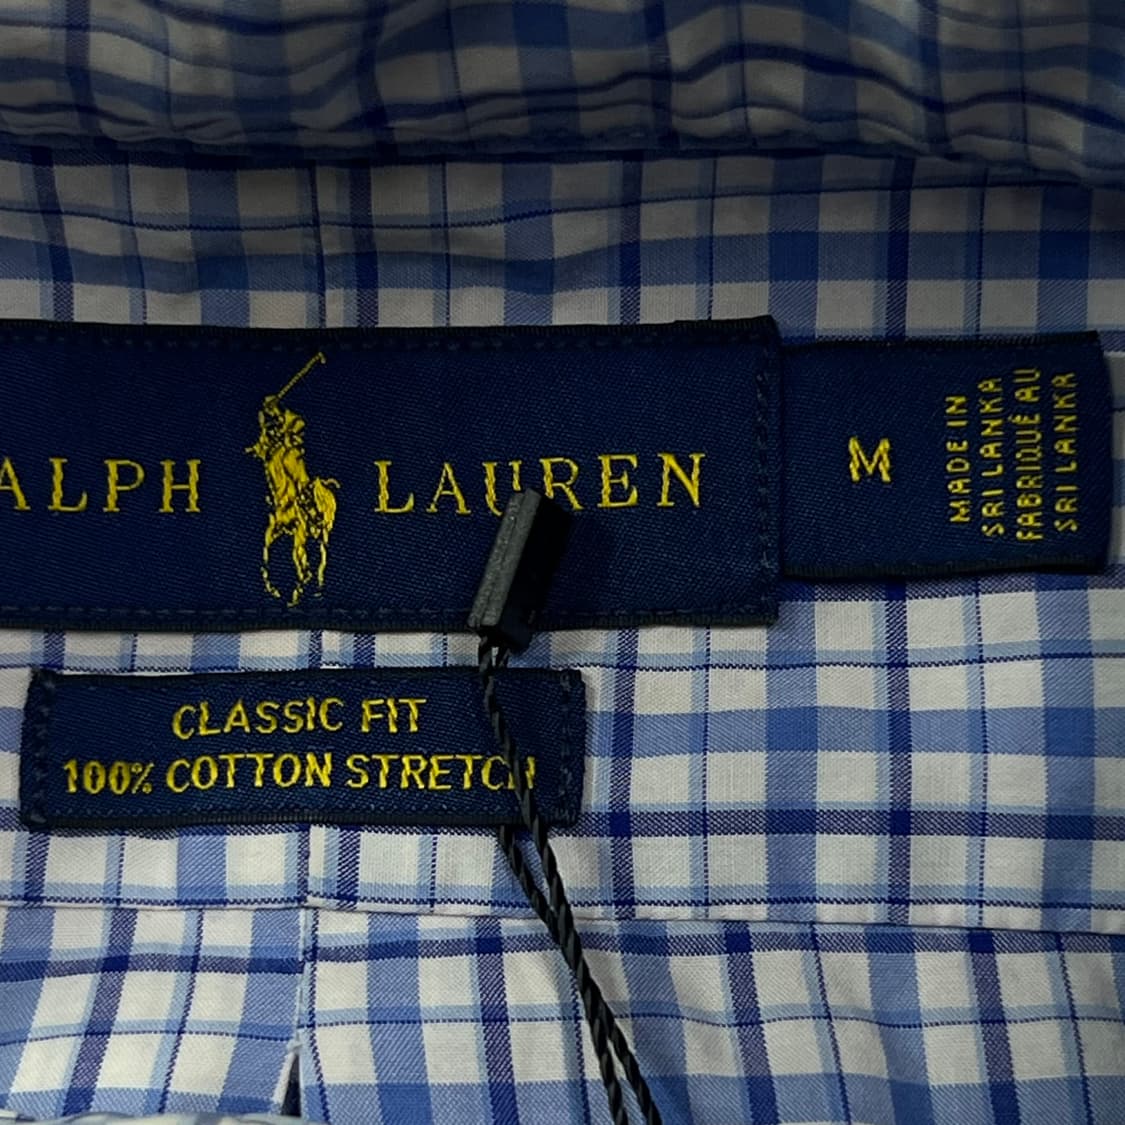 ALPH LAUREN
M
MADE IN
SRI LANKA
FABRIQUÉ AU
SRI LANKA
CLASSIC FIT
100% COTTON STRETCH